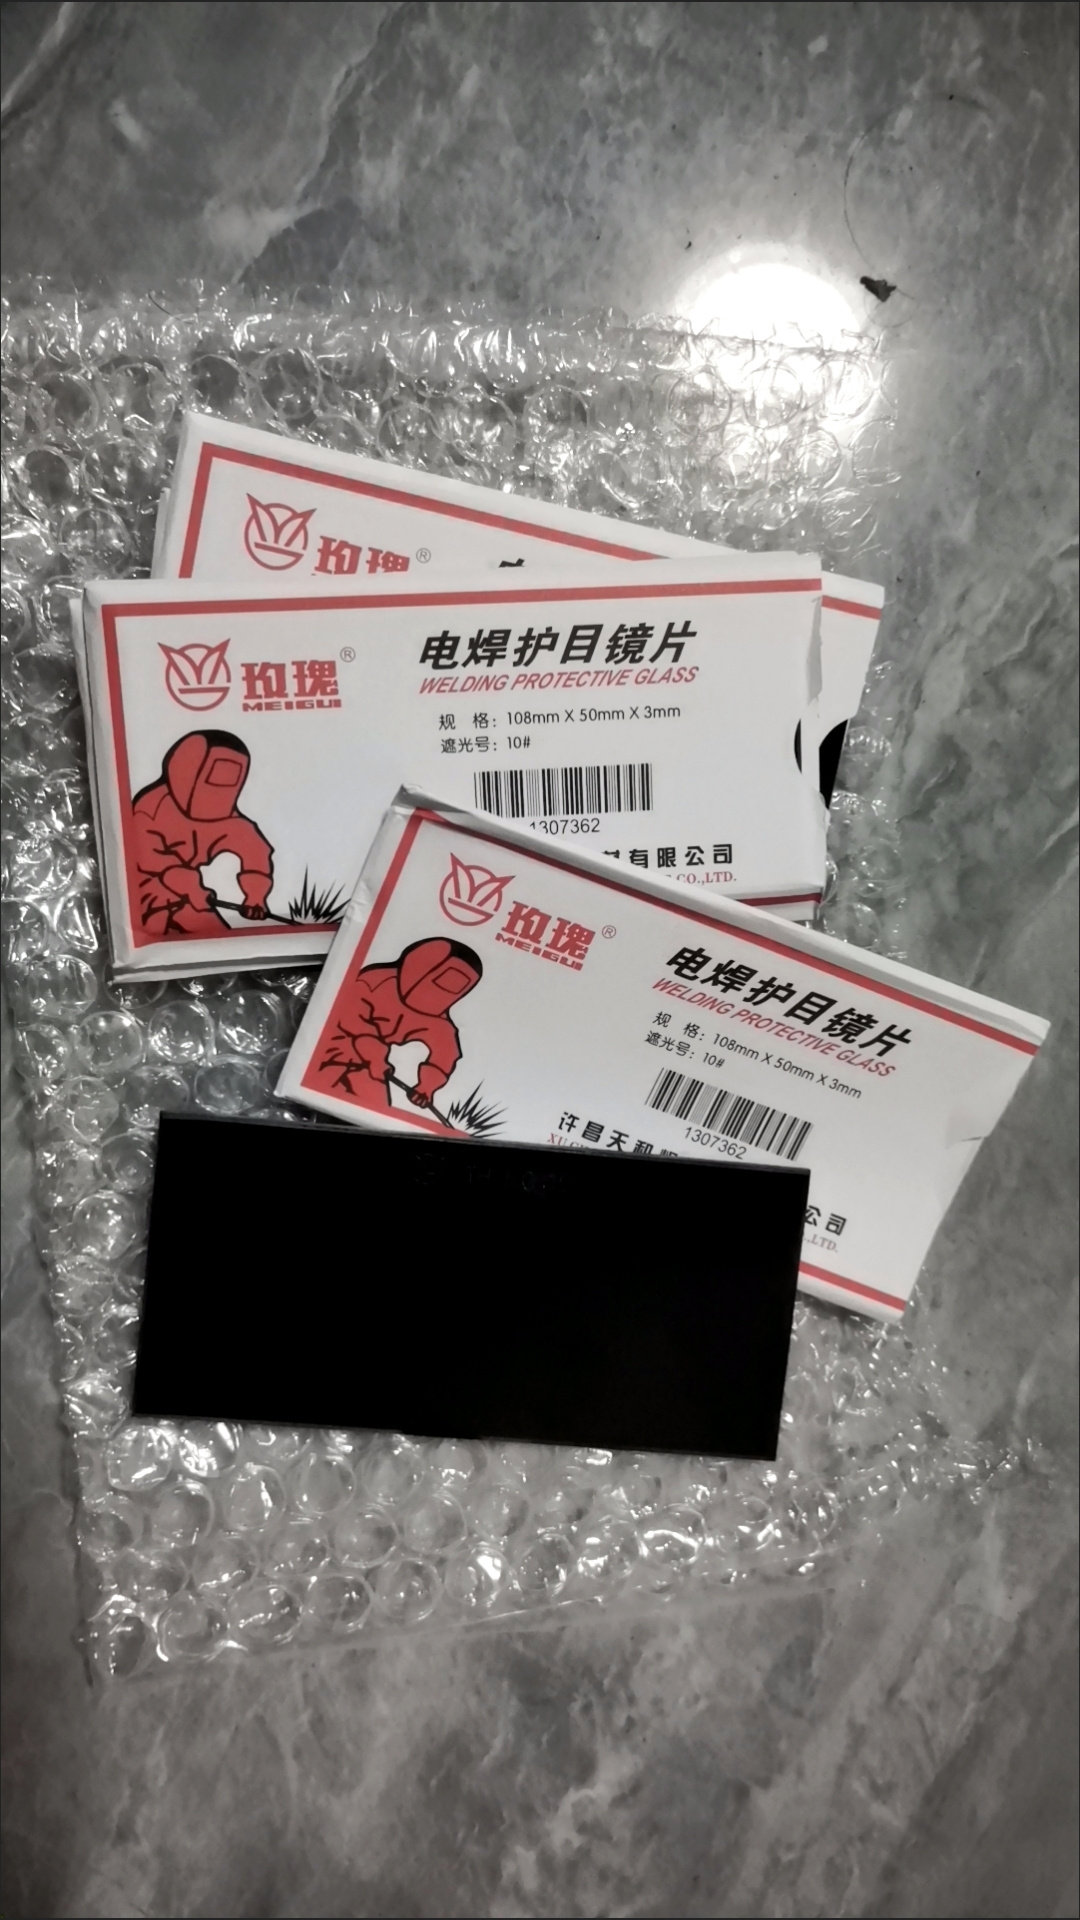 玫瑰®
玫瑰®
MEIGUI
电焊护目镜片
WELDING PROTECTIVE GLASS
规 格：108mm X 50mm X 3mm
遮光号：10#
1307362
有限公司
CO.,LTD.
玫瑰®
MEIGUI
电焊护目镜片
WELDING PROTECTIVE GLASS
规 格：108mm X 50mm X 3mm
遮光号：10#
1307362
许昌天和
公司
.,LTD.